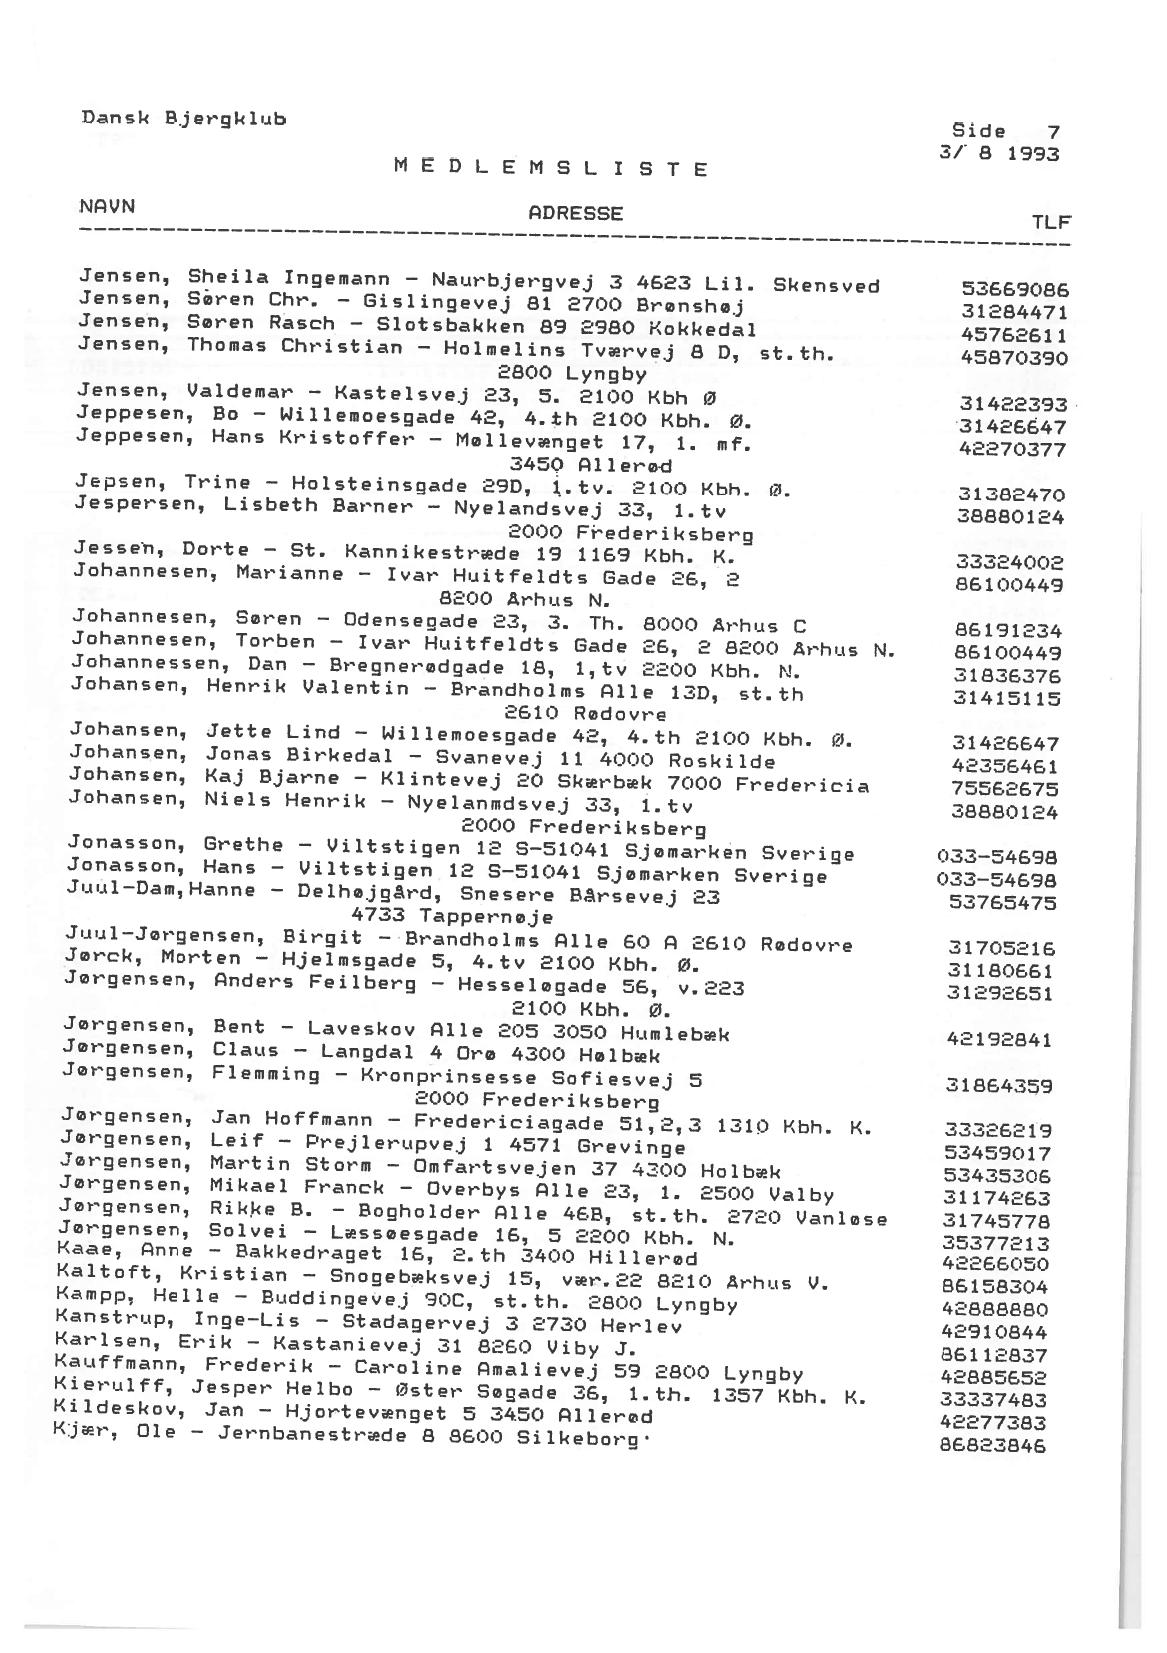 Dansk Bjergklub
Side 7
3/ 8 1993
M E D L E M S L I S T E
NAVN ADRESSE TLF
--------------------------------------------------------------------------------
Jensen, Sheila Ingemann - Naurbjergvej 3 4623 Lil. Skensved 53669086
Jensen, Søren Chr. - Gislingevej 81 2700 Brønshøj 31284471
Jensen, Søren Rasch - Slotsbakken 89 2980 Kokkedal 45762611
Jensen, Thomas Christian - Holmelins Tværvej 8 D, st.th. 45870390
2800 Lyngby
Jensen, Valdemar - Kastelsvej 23, 5. 2100 Kbh Ø 31422393
Jeppesen, Bo - Willemoesgade 42, 4.th 2100 Kbh. Ø. 31426647
Jeppesen, Hans Kristoffer - Møllevænget 17, 1. mf. 42270377
3450 Allerød
Jepsen, Trine - Holsteinsgade 29D, 1.tv. 2100 Kbh. Ø. 31382470
Jespersen, Lisbeth Barner - Nyelandsvej 33, 1.tv 38880124
2000 Frederiksberg
Jessen, Dorte - St. Kannikestræde 19 1169 Kbh. K. 33324002
Johannesen, Marianne - Ivar Huitfeldts Gade 26, 2 86100449
8200 Arhus N.
Johannesen, Søren - Odensegade 23, 3. Th. 8000 Arhus C 86191234
Johannesen, Torben - Ivar Huitfeldts Gade 26, 2 8200 Arhus N. 86100449
Johannessen, Dan - Bregnerødgade 18, 1,tv 2200 Kbh. N. 31836376
Johansen, Henrik Valentin - Brandholms Alle 13D, st.th 31415115
2610 Rødovre
Johansen, Jette Lind - Willemoesgade 42, 4.th 2100 Kbh. Ø. 31426647
Johansen, Jonas Birkedal - Svanevej 11 4000 Roskilde 42356461
Johansen, Kaj Bjarne - Klintevej 20 Skærbæk 7000 Fredericia 75562675
Johansen, Niels Henrik - Nyelanmdsvej 33, 1.tv 38880124
2000 Frederiksberg
Jonasson, Grethe - Viltstigen 12 S-51041 Sjømarken Sverige 033-54698
Jonasson, Hans - Viltstigen 12 S-51041 Sjømarken Sverige 033-54698
Juul-Dam,Hanne - Delhøjgård, Snesere Bårsevej 23 53765475
4733 Tappernøje
Juul-Jørgensen, Birgit - Brandholms Alle 60 A 2610 Rødovre 31705216
Jørck, Morten - Hjelmsgade 5, 4.tv 2100 Kbh. Ø. 31180661
Jørgensen, Anders Feilberg - Hesseløgade 56, v.223 31292651
2100 Kbh. Ø.
Jørgensen, Bent - Laveskov Alle 205 3050 Humlebæk 42192841
Jørgensen, Claus - Langdal 4 Orø 4300 Hølbæk
Jørgensen, Flemming - Kronprinsesse Sofiesvej 5 31864359
2000 Frederiksberg
Jørgensen, Jan Hoffmann - Fredericiagade 51,2,3 1310 Kbh. K. 33326219
Jørgensen, Leif - Prejlerupvej 1 4571 Grevinge 53459017
Jørgensen, Martin Storm - Omfartsvejen 37 4300 Holbæk 53435306
Jørgensen, Mikael Franck - Overbys Alle 23, 1. 2500 Valby 31174263
Jørgensen, Rikke B. - Bogholder Alle 46B, st.th. 2720 Vanløse 31745778
Jørgensen, Solvei - Læssøesgade 16, 5 2200 Kbh. N. 35377213
Kaae, Anne - Bakkedraget 16, 2.th 3400 Hillerød 42266050
Kaltoft, Kristian - Snogebæksvej 15, vær.22 8210 Arhus V. 86158304
Kampp, Helle - Buddingevej 90C, st.th. 2800 Lyngby 42888880
Kanstrup, Inge-Lis - Stadagervej 3 2730 Herlev 42910844
Karlsen, Erik - Kastanievej 31 8260 Viby J. 86112837
Kauffmann, Frederik - Caroline Amalievej 59 2800 Lyngby 42885652
Kierulff, Jesper Helbo - Øster Søgade 36, 1.th. 1357 Kbh. K. 33337483
Kildeskov, Jan - Hjortevænget 5 3450 Allerød 42277383
Kjær, Ole - Jernbanestræde 8 8600 Silkeborg 86823846